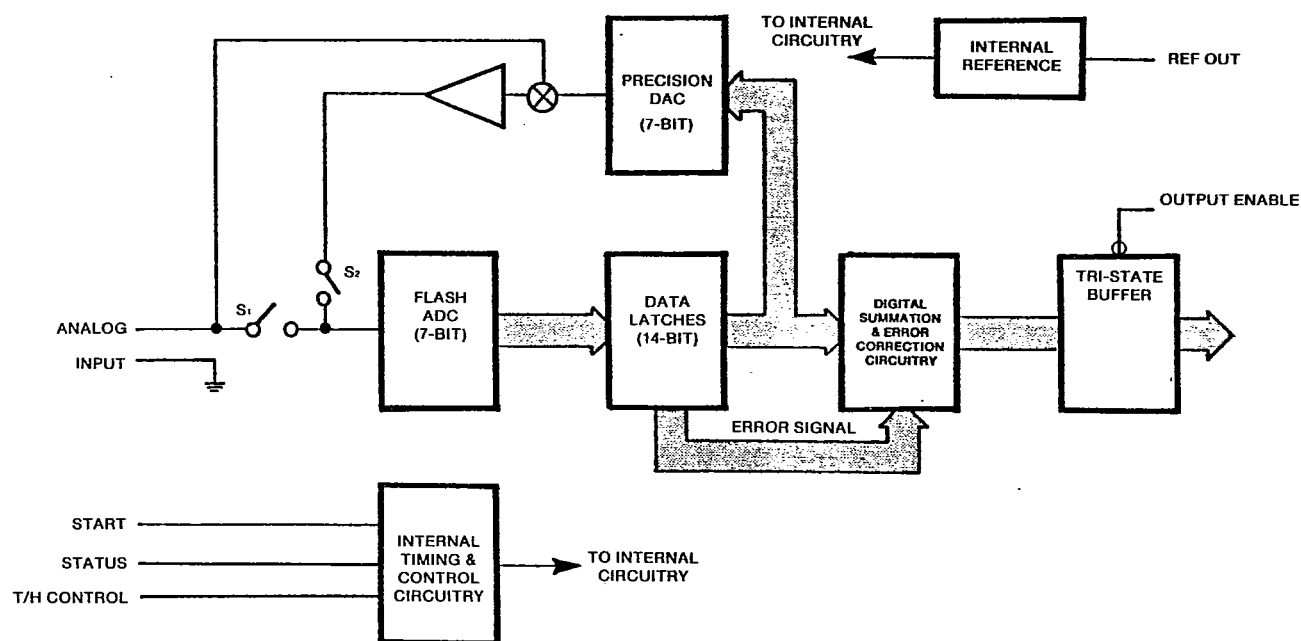 TO INTERNAL
CIRCUITRY
INTERNAL
REFERENCE
REF OUT
PRECISION
DAC
(7-BIT)
OUTPUT ENABLE
S₂
S₁
ANALOG
INPUT
FLASH
ADC
(7-BIT)
DATA
LATCHES
(14-BIT)
DIGITAL
SUMMATION
& ERROR
CORRECTION
CIRCUITRY
TRI-STATE
BUFFER
ERROR SIGNAL
START
STATUS
T/H CONTROL
INTERNAL
TIMING &
CONTROL
CIRCUITRY
TO INTERNAL
CIRCUITRY